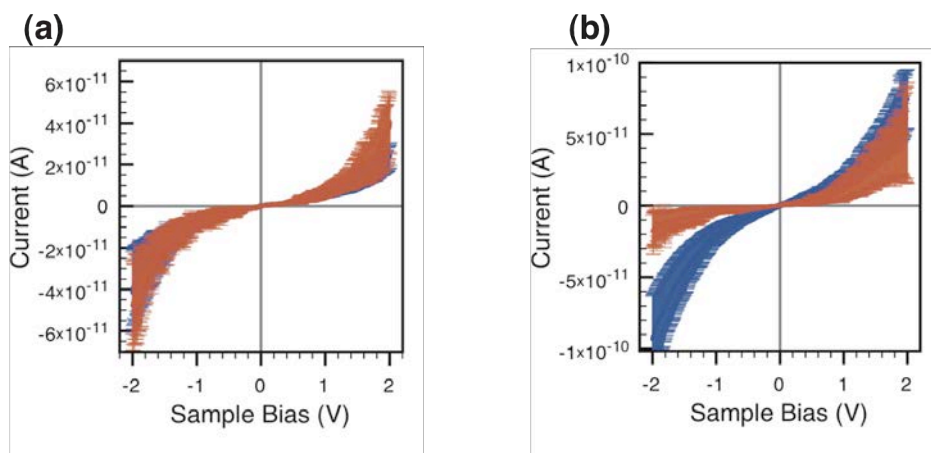 (a)
6×10⁻¹¹
4×10⁻¹¹
2×10⁻¹¹
0
-2×10⁻¹¹
-4×10⁻¹¹
-6×10⁻¹¹
Current (A)
-2 -1 0 1 2
Sample Bias (V)
(b)
1×10⁻¹⁰
5×10⁻¹¹
0
-5×10⁻¹¹
-1×10⁻¹⁰
Current (A)
-2 -1 0 1 2
Sample Bias (V)